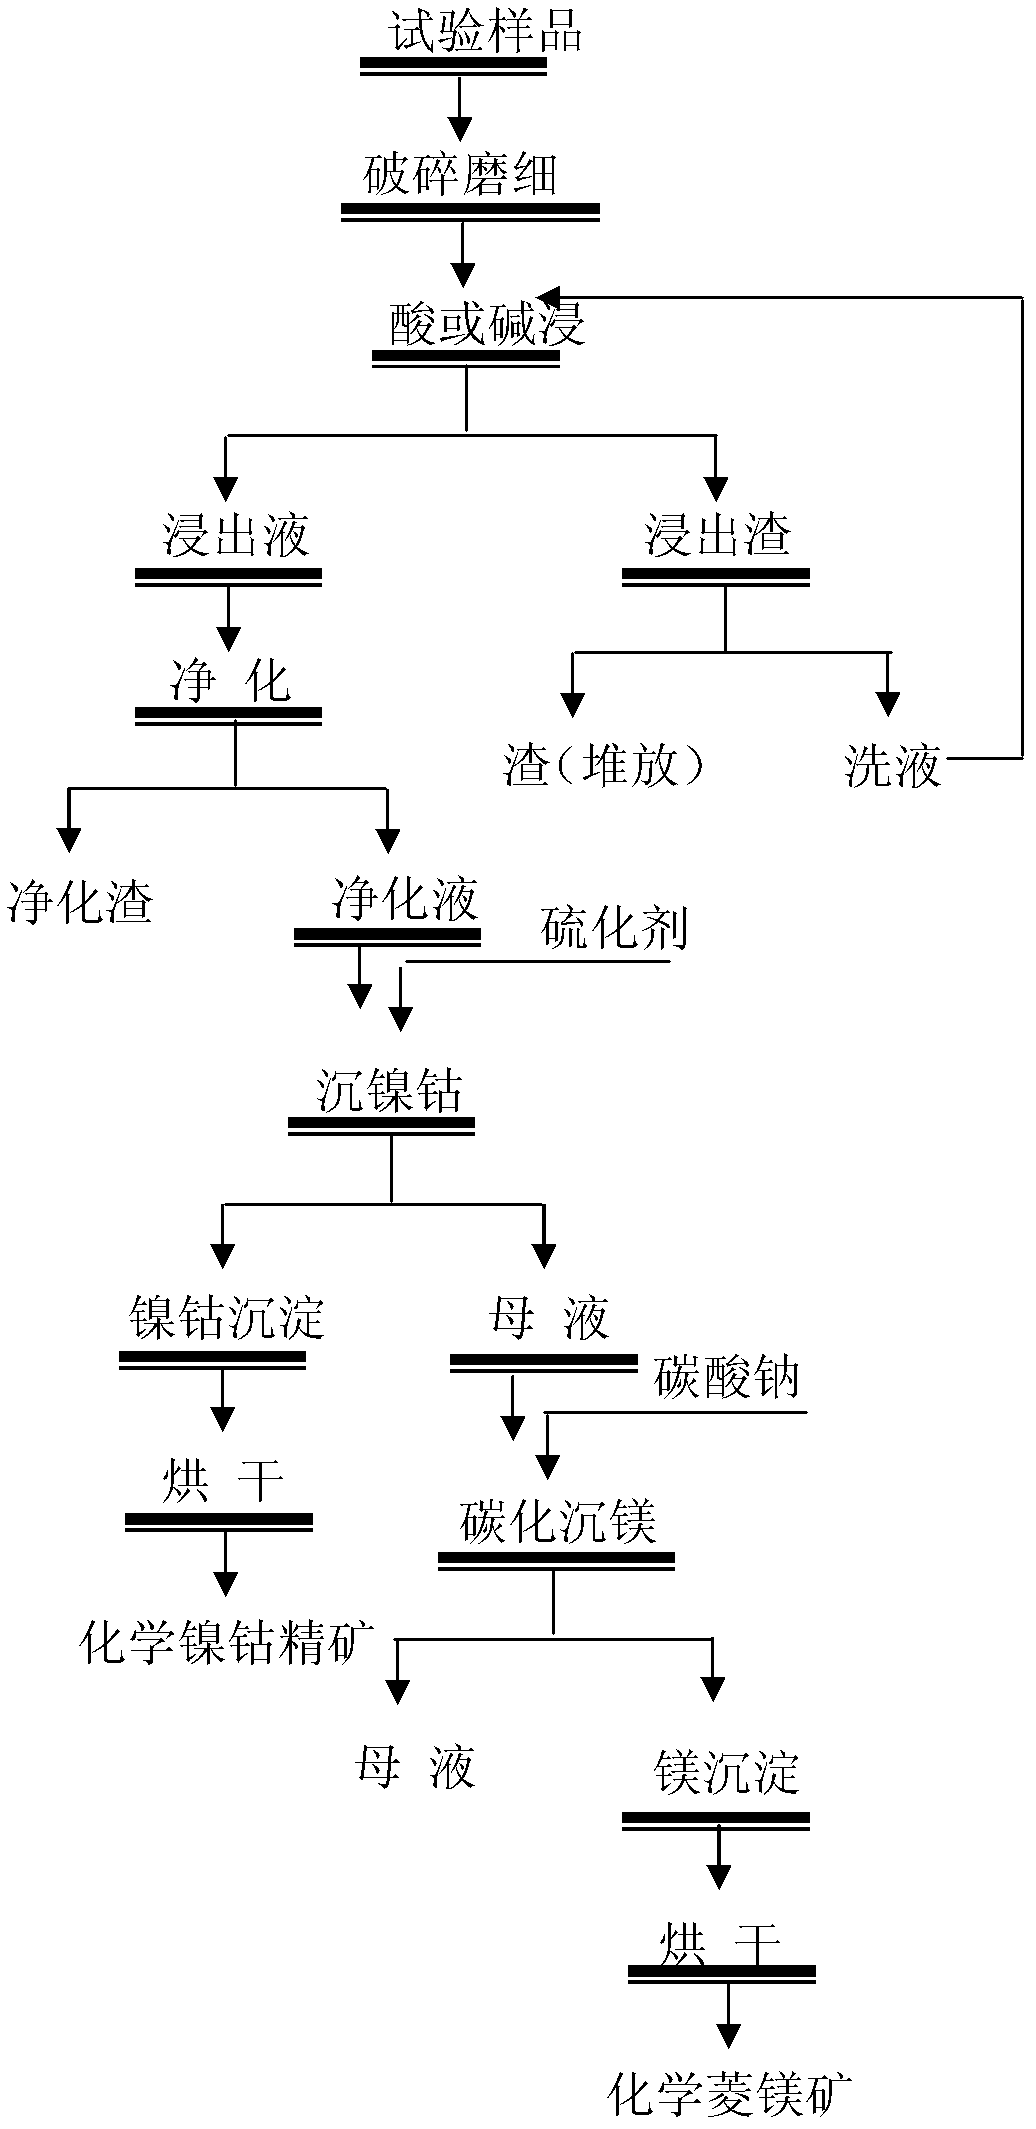 试验样品
破碎磨细
酸或碱浸
浸出液
浸出渣
净 化
渣（堆放）
洗液
净化渣
净化液
硫化剂
沉镍钴
镍钴沉淀
母 液
碳酸钠
烘 干
碳化沉镁
化学镍钴精矿
母 液
镁沉淀
烘 干
化学菱镁矿